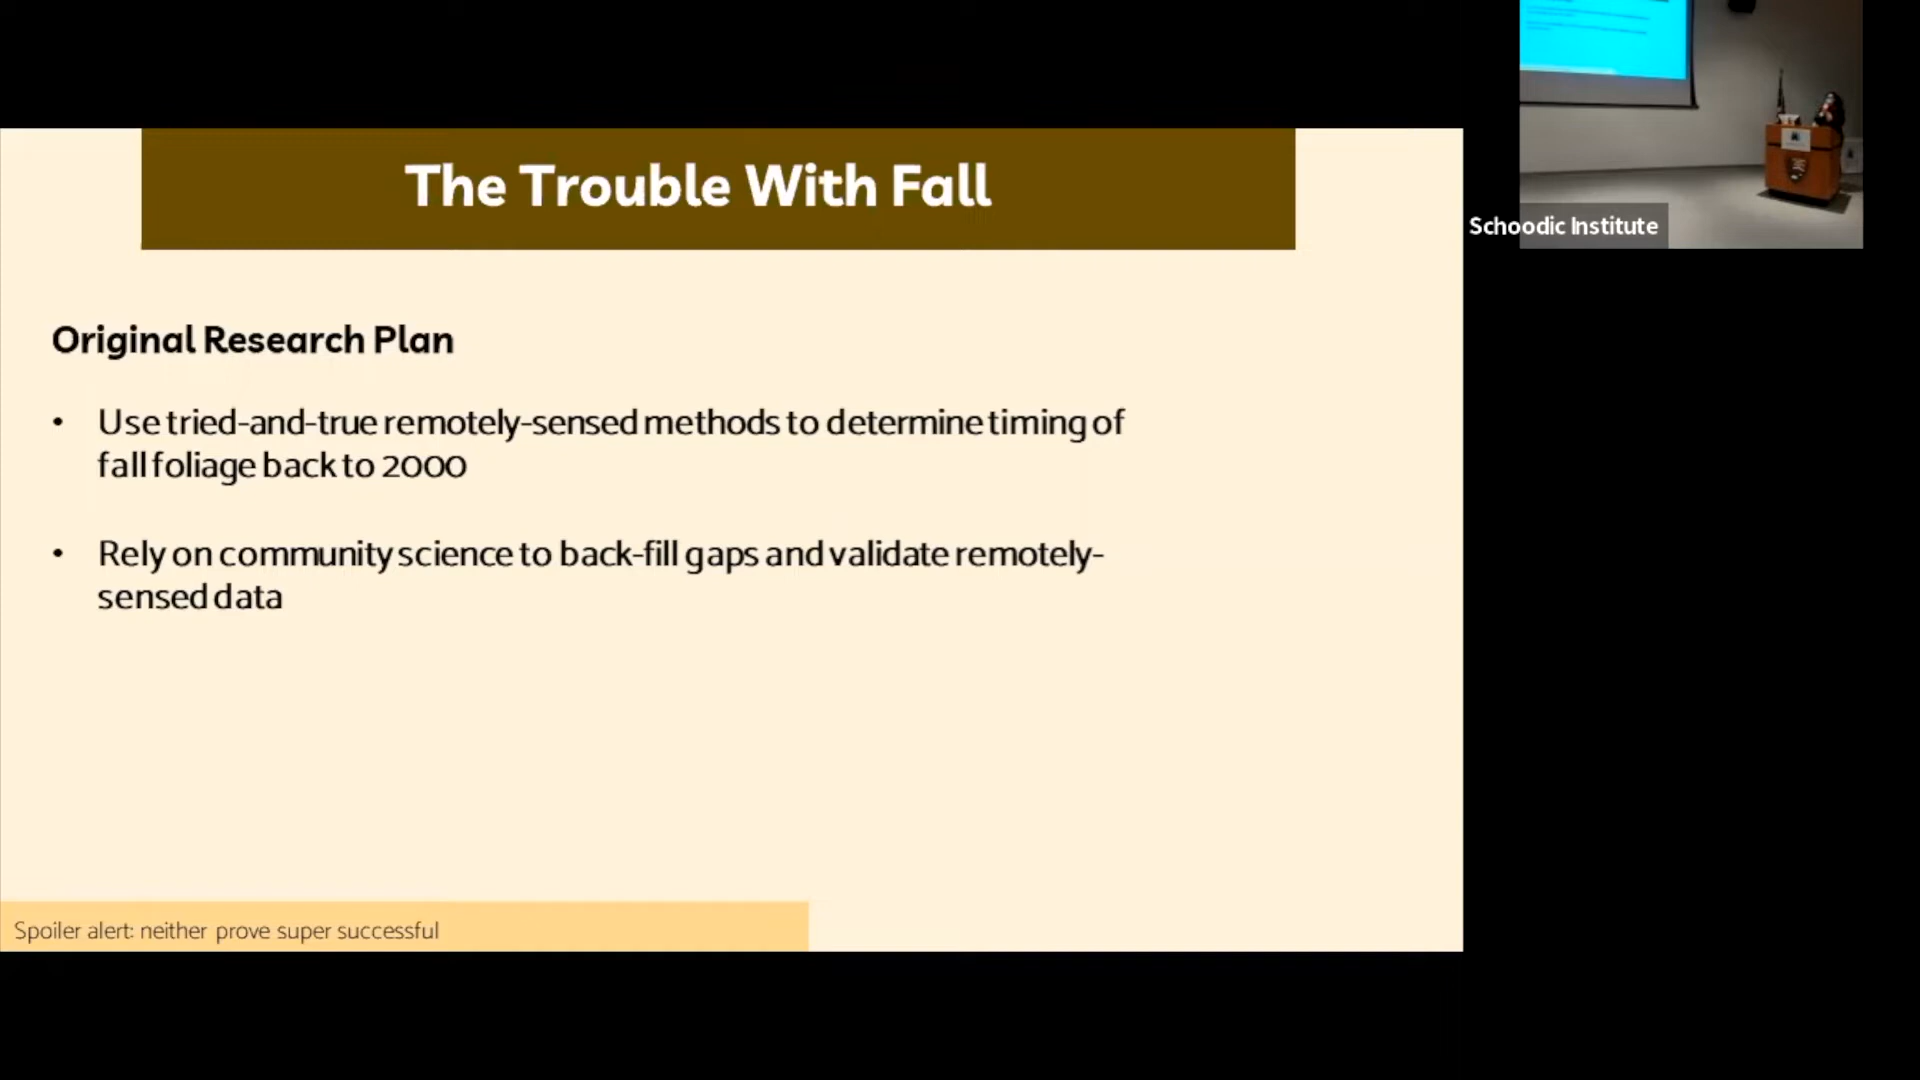 The Trouble With Fall
Schoodic Institute
Original Research Plan
• Use tried-and-true remotely-sensed methods to determine timing of
fall foliage back to 2000
• Rely on community science to back-fill gaps and validate remotely-
sensed data
Spoiler alert: neither prove super successful